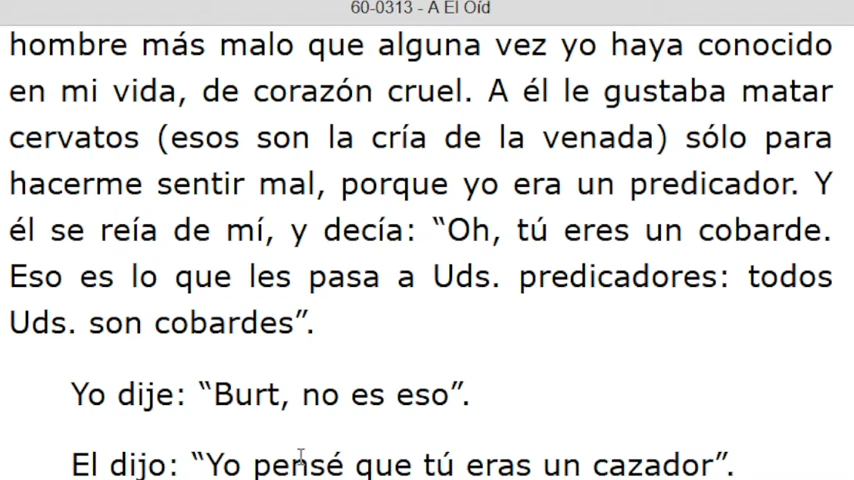 60-0313 - A El Oíd
hombre más malo que alguna vez yo haya conocido
en mi vida, de corazón cruel. A él le gustaba matar
cervatos (esos son la cría de la venada) sólo para
hacerme sentir mal, porque yo era un predicador. Y
él se reía de mí, y decía: “Oh, tú eres un cobarde.
Eso es lo que les pasa a Uds. predicadores: todos
Uds. son cobardes”.
Yo dije: “Burt, no es eso”.
El dijo: “Yo pensé que tú eras un cazador”.